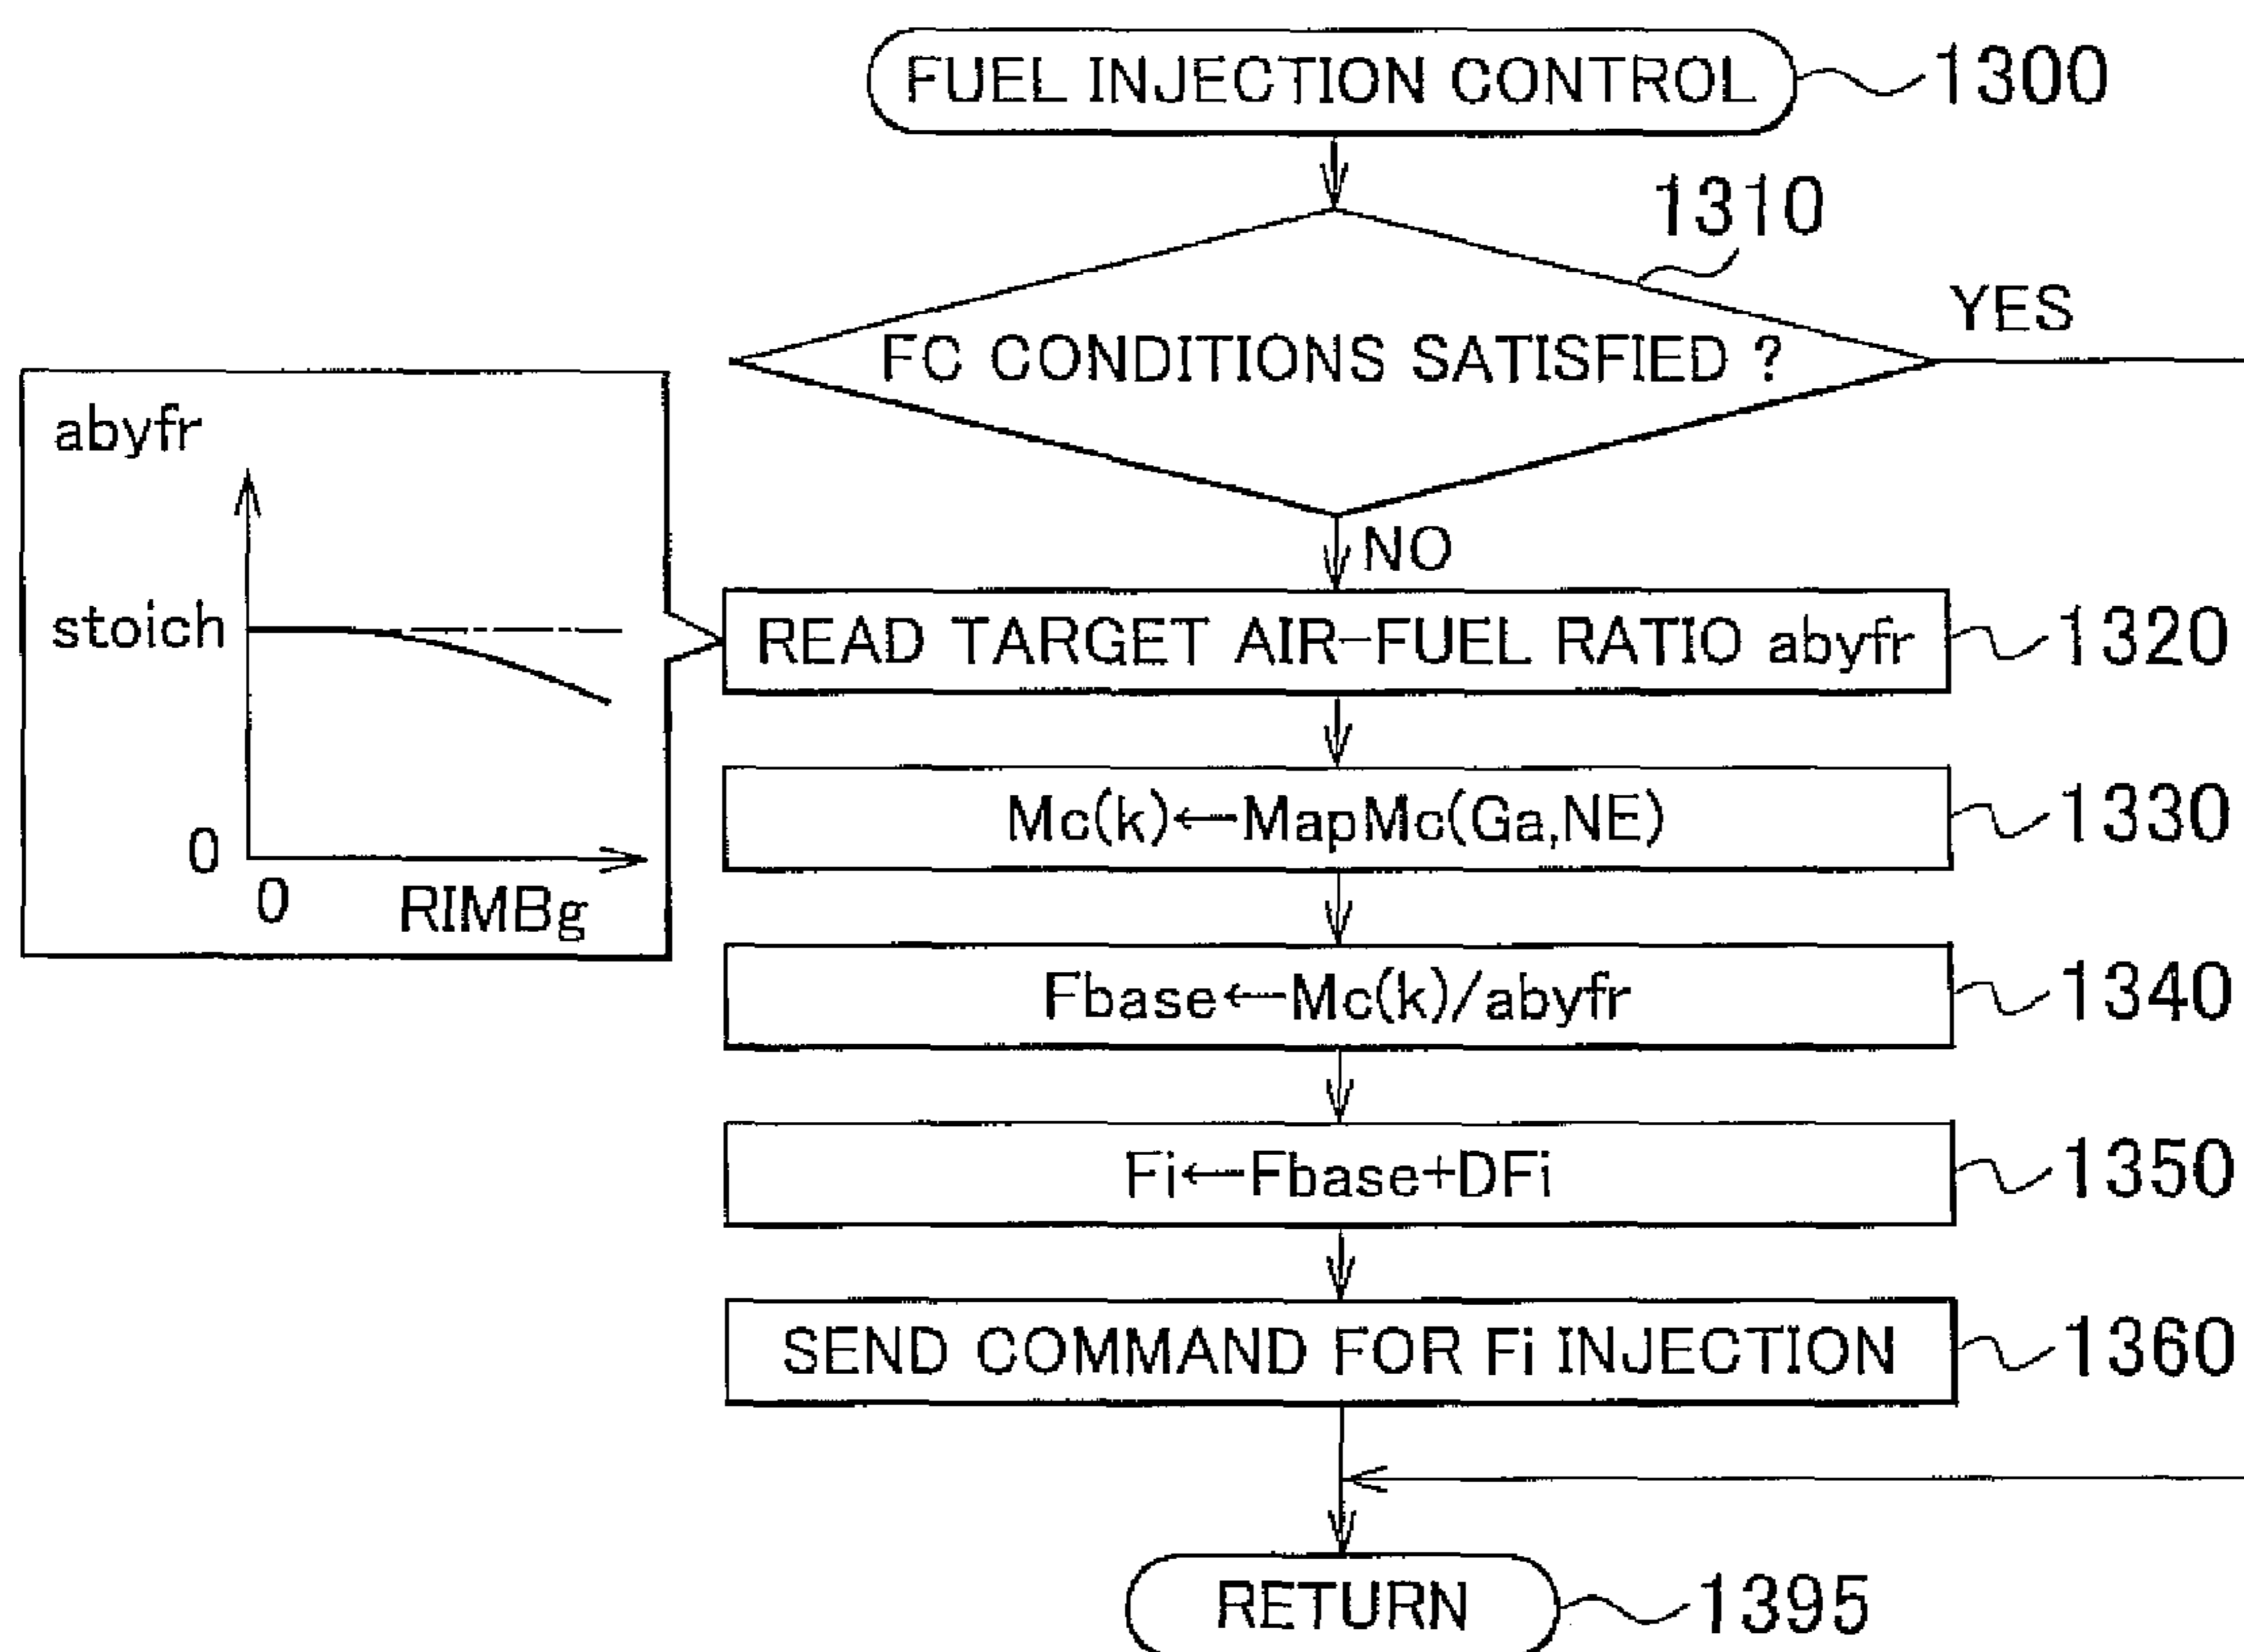 FUEL INJECTION CONTROL
1300
1310
FC CONDITIONS SATISFIED ?
YES
NO
abyfr
stoich
0
0
RIMBg
READ TARGET AIR-FUEL RATIO abyfr
1320
Mc(k)←MapMc(Ga,NE)
1330
Fbase←Mc(k)/abyfr
1340
Fi←Fbase+DFi
1350
SEND COMMAND FOR Fi INJECTION
1360
RETURN
1395